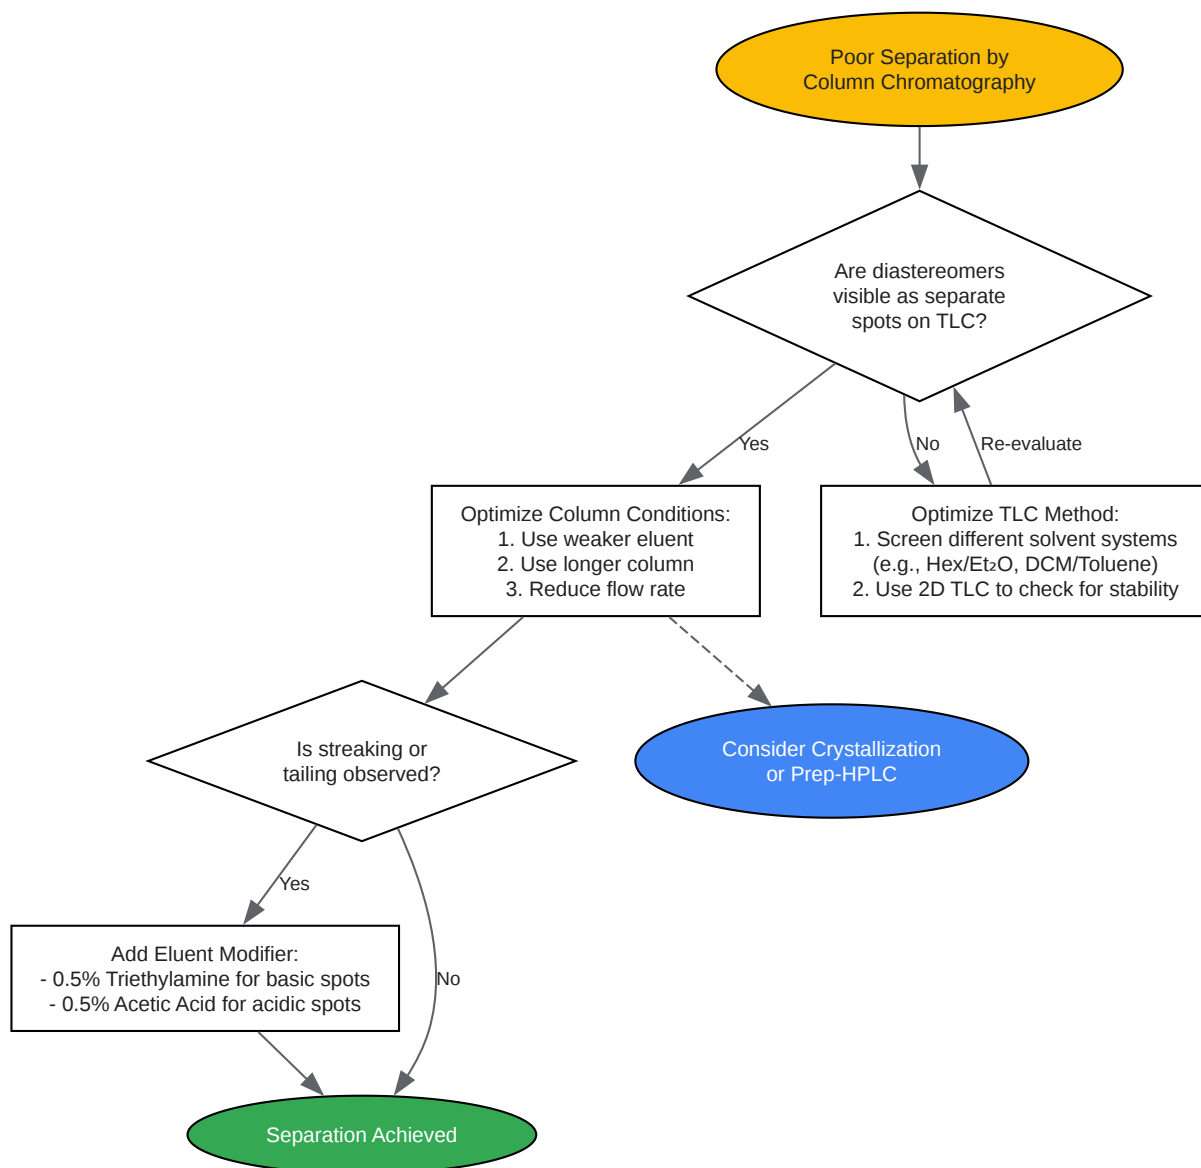 Poor Separation by
Column Chromatography
Are diastereomers
visible as separate
spots on TLC?
Yes
No
Re-evaluate
Optimize Column Conditions:
1. Use weaker eluent
2. Use longer column
3. Reduce flow rate
Optimize TLC Method:
1. Screen different solvent systems
(e.g., Hex/Et₂O, DCM/Toluene)
2. Use 2D TLC to check for stability
Is streaking or
tailing observed?
Consider Crystallization
or Prep-HPLC
Yes
No
Add Eluent Modifier:
- 0.5% Triethylamine for basic spots
- 0.5% Acetic Acid for acidic spots
Separation Achieved